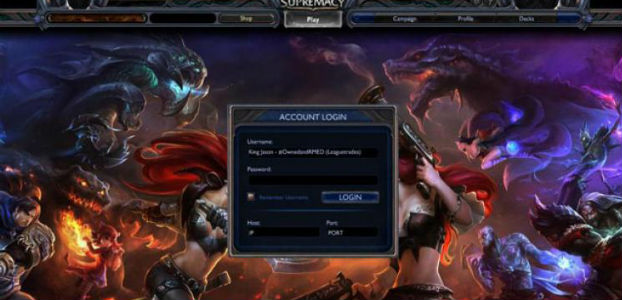 SUPREMACY
Shop
Play
Campaign
Profile
Decks
ACCOUNT LOGIN
Username:
King Jason - #OwnedandRMED (Leaguetrades)
Password:
Remember Username
LOGIN
Host:
Port:
IP
PORT